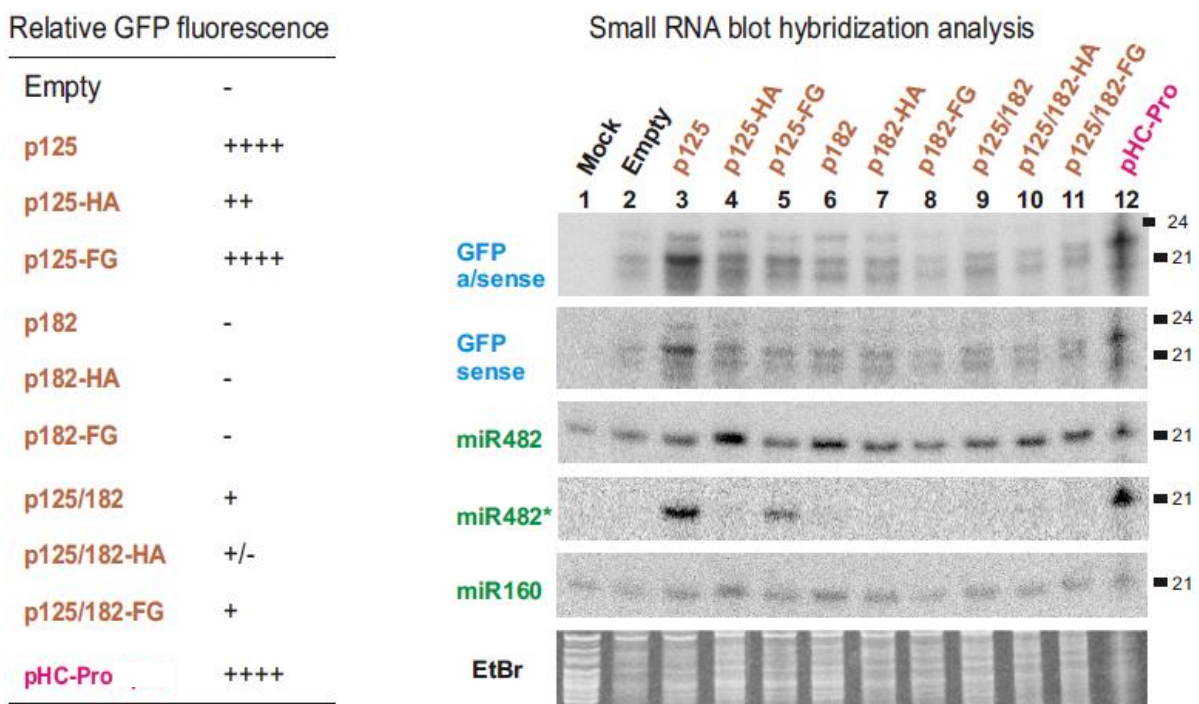 Relative GFP fluorescence
Empty -
p125 ++++
p125-HA ++
p125-FG ++++
p182 -
p182-HA -
p182-FG -
p125/182 +
p125/182-HA +/-
p125/182-FG +
pHC-Pro ++++
Small RNA blot hybridization analysis
Mock Empty p125 p125-HA p125-FG p182 p182-HA p182-FG p125/182 p125/182-HA p125/182-FG pHC-Pro
1 2 3 4 5 6 7 8 9 10 11 12
24
GFP
a/sense
21
24
GFP
sense
21
miR482
21
miR482*
21
miR160
21
EtBr